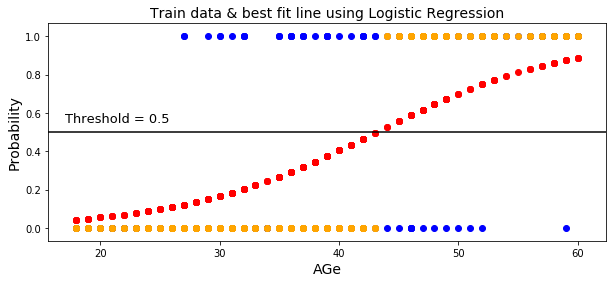 Train data & best fit line using Logistic Regression
1.0
0.8
0.6
0.4
0.2
0.0
Probability
Threshold = 0.5
20
30
40
50
60
AGe